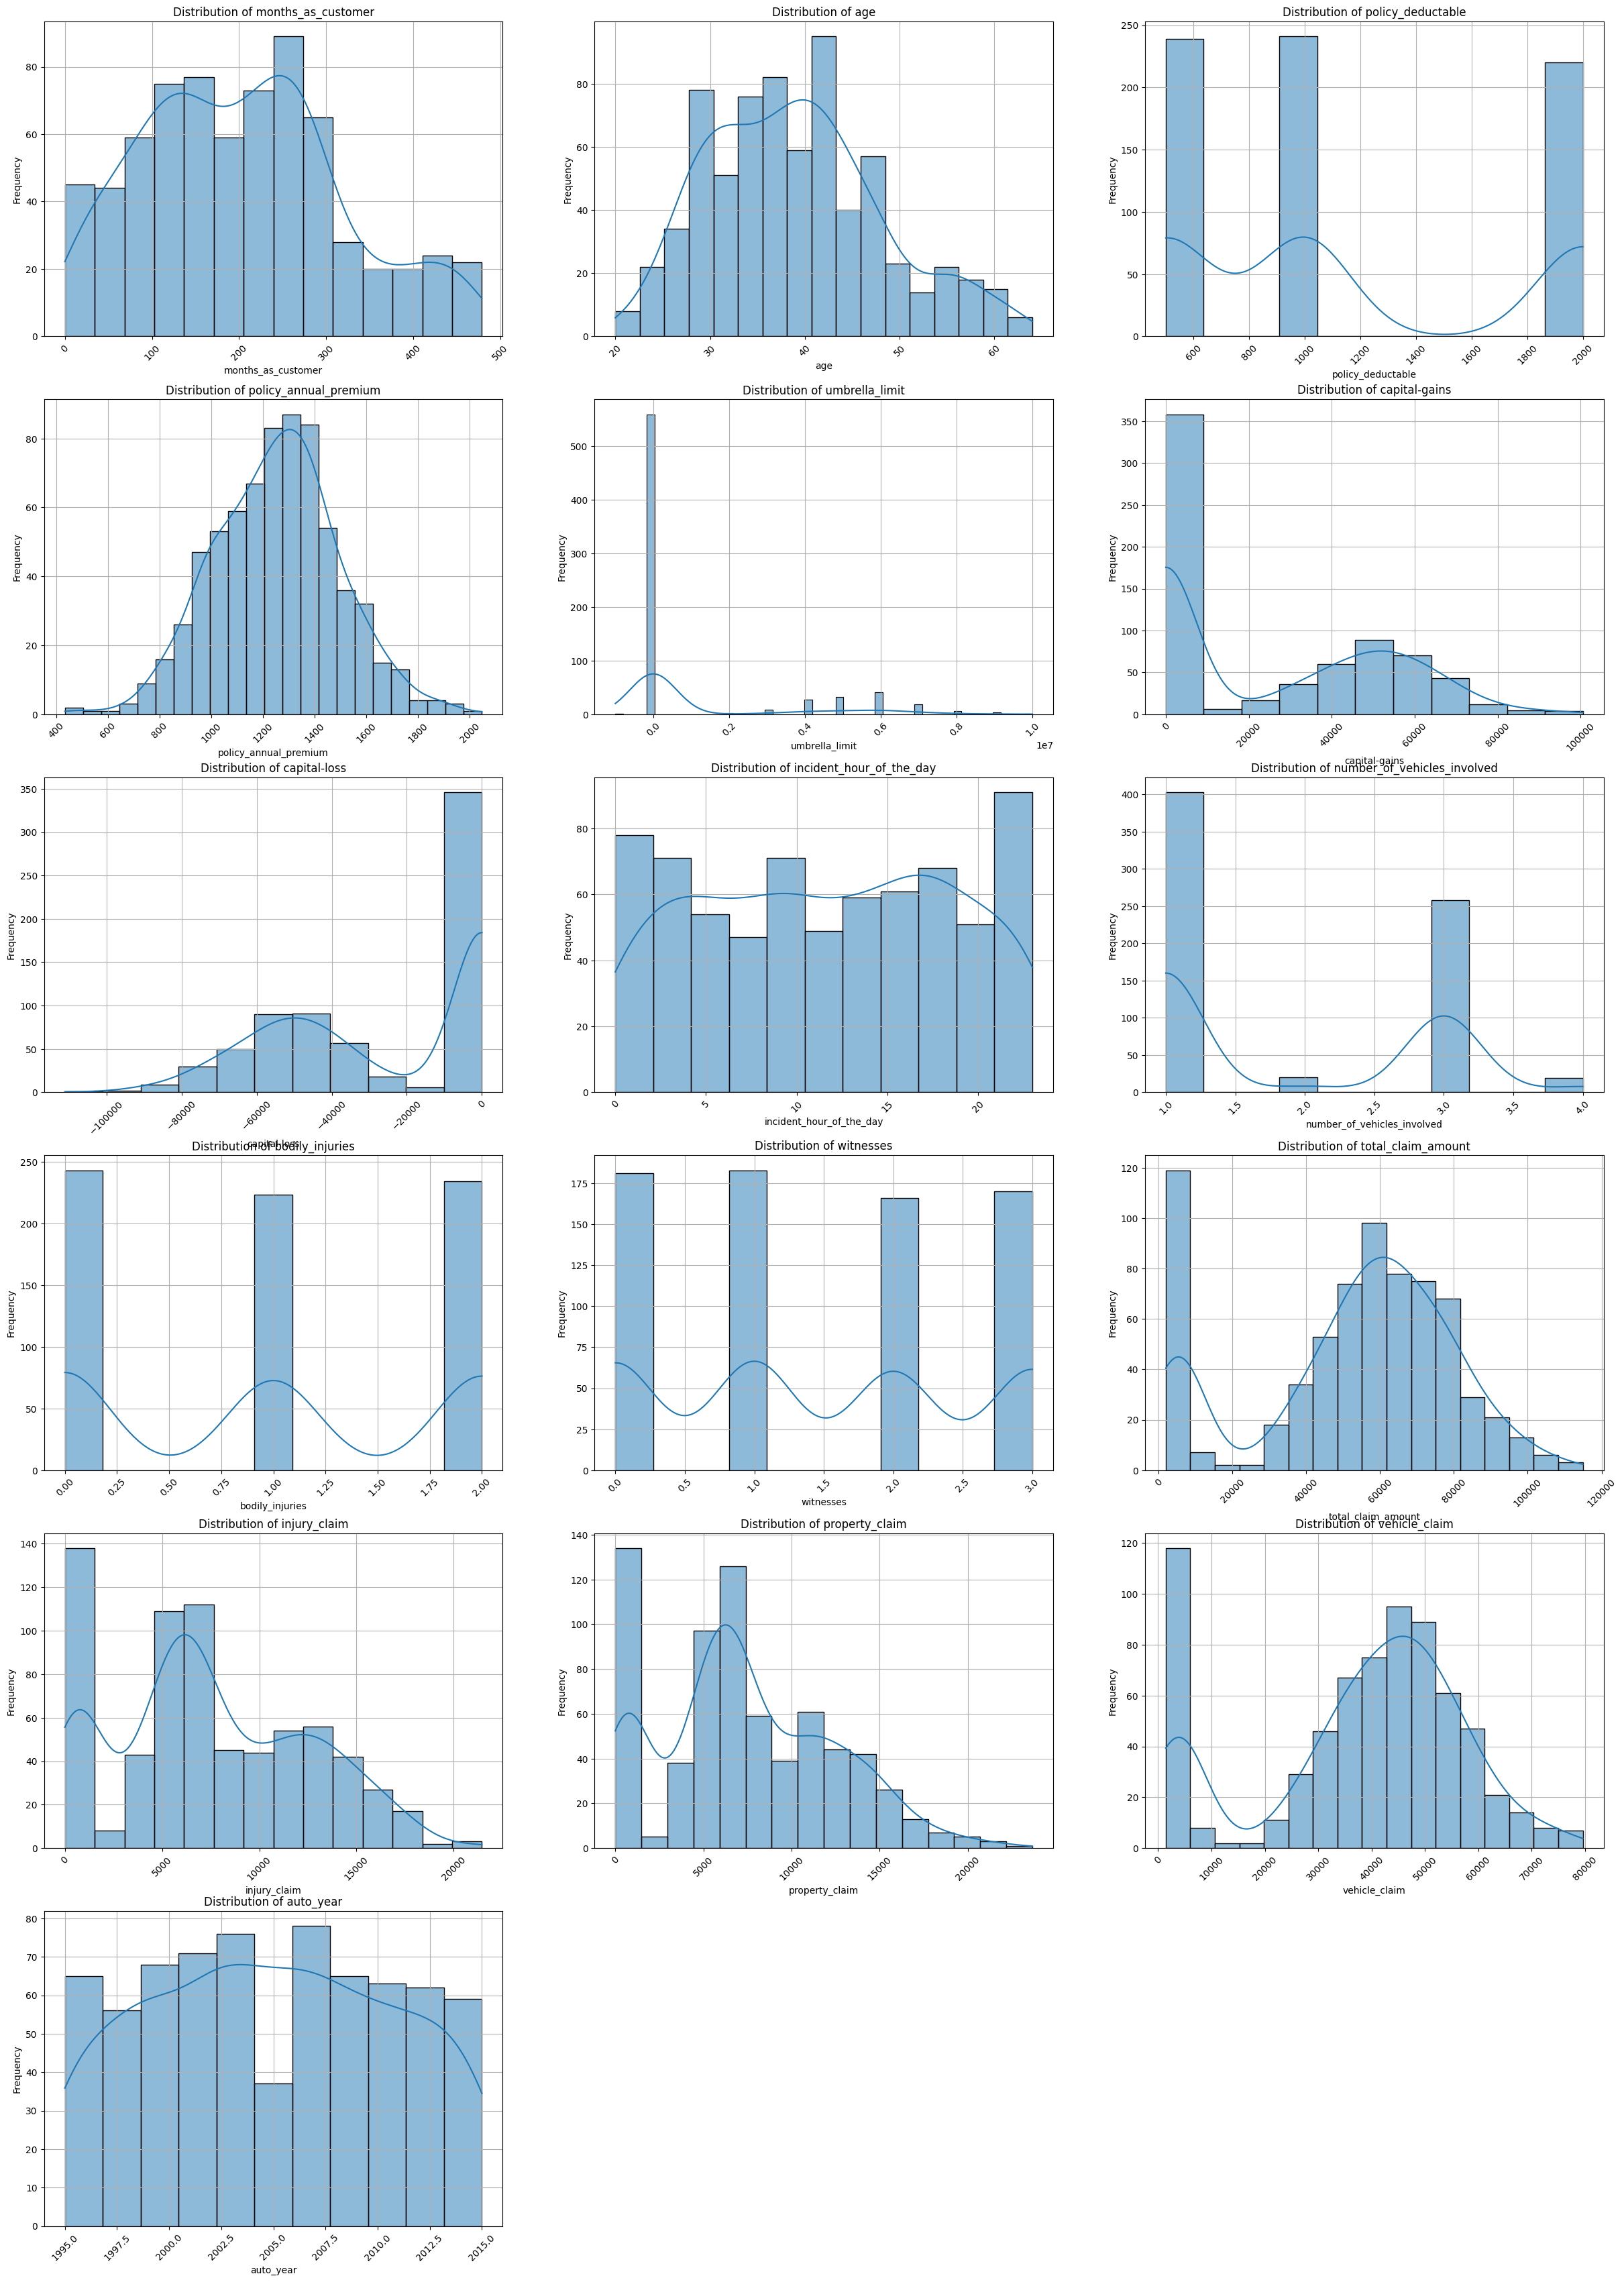 Distribution of months_as_customer
Frequency
80
60
40
20
0
0 100 200 300 400 500
months_as_customer
Distribution of age
Frequency
80
60
40
20
0
20 30 40 50 60
age
Distribution of policy_deductable
Frequency
250
200
150
100
50
0
600 800 1000 1200 1400 1600 1800 2000
policy_deductable
Distribution of policy_annual_premium
Frequency
80
60
40
20
0
400 600 800 1000 1200 1400 1600 1800 2000
policy_annual_premium
Distribution of umbrella_limit
Frequency
500
400
300
200
100
0
0.0 0.2 0.4 0.6 0.8 1.0
1e7
umbrella_limit
Distribution of capital-gains
Frequency
350
300
250
200
150
100
50
0
0 20000 40000 60000 80000 100000
capital-gains
Distribution of capital-loss
Frequency
350
300
250
200
150
100
50
0
−100000 −80000 −60000 −40000 −20000 0
capital-loss
Distribution of incident_hour_of_the_day
Frequency
80
60
40
20
0
0 5 10 15 20
incident_hour_of_the_day
Distribution of number_of_vehicles_involved
Frequency
400
350
300
250
200
150
100
50
0
1.0 1.5 2.0 2.5 3.0 3.5 4.0
number_of_vehicles_involved
Distribution of bodily_injuries
Frequency
250
200
150
100
50
0
0.00 0.25 0.50 0.75 1.00 1.25 1.50 1.75 2.00
bodily_injuries
Distribution of witnesses
Frequency
175
150
125
100
75
50
25
0
0.0 0.5 1.0 1.5 2.0 2.5 3.0
witnesses
Distribution of total_claim_amount
Frequency
120
100
80
60
40
20
0
0 20000 40000 60000 80000 100000 120000
total_claim_amount
Distribution of injury_claim
Frequency
140
120
100
80
60
40
20
0
0 5000 10000 15000 20000
injury_claim
Distribution of property_claim
Frequency
140
120
100
80
60
40
20
0
0 5000 10000 15000 20000
property_claim
Distribution of vehicle_claim
Frequency
120
100
80
60
40
20
0
0 10000 20000 30000 40000 50000 60000 70000 80000
vehicle_claim
Distribution of auto_year
Frequency
80
70
60
50
40
30
20
10
0
1995.0 1997.5 2000.0 2002.5 2005.0 2007.5 2010.0 2012.5 2015.0
auto_year